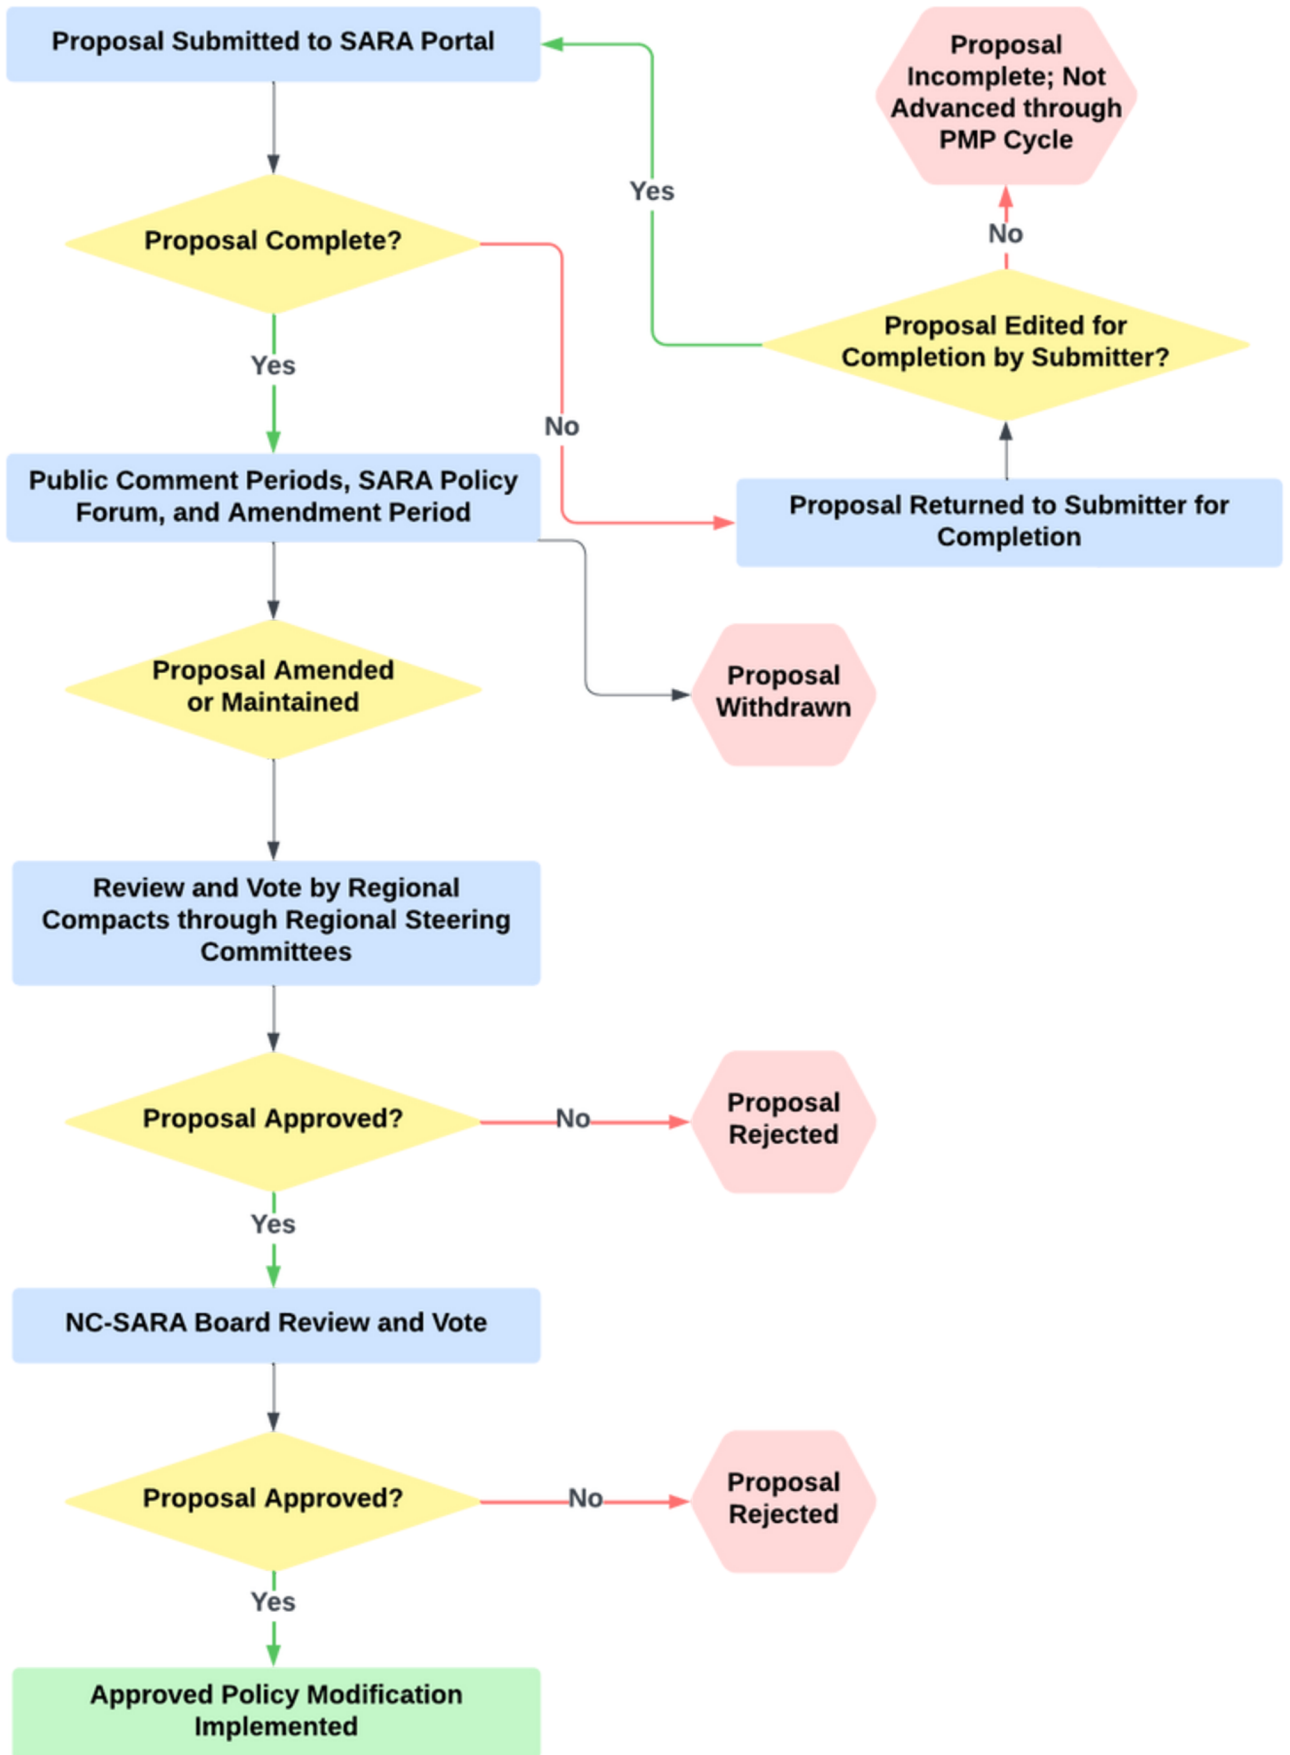 Proposal Submitted to SARA Portal
Proposal
Incomplete; Not
Advanced through
PMP Cycle
Yes
No
Proposal Complete?
Proposal Edited for
Completion by Submitter?
Yes
No
Public Comment Periods, SARA Policy
Forum, and Amendment Period
Proposal Returned to Submitter for
Completion
Proposal Amended
or Maintained
Proposal
Withdrawn
Review and Vote by Regional
Compacts through Regional Steering
Committees
Proposal Approved?
No
Proposal
Rejected
Yes
NC-SARA Board Review and Vote
Proposal Approved?
No
Proposal
Rejected
Yes
Approved Policy Modification
Implemented